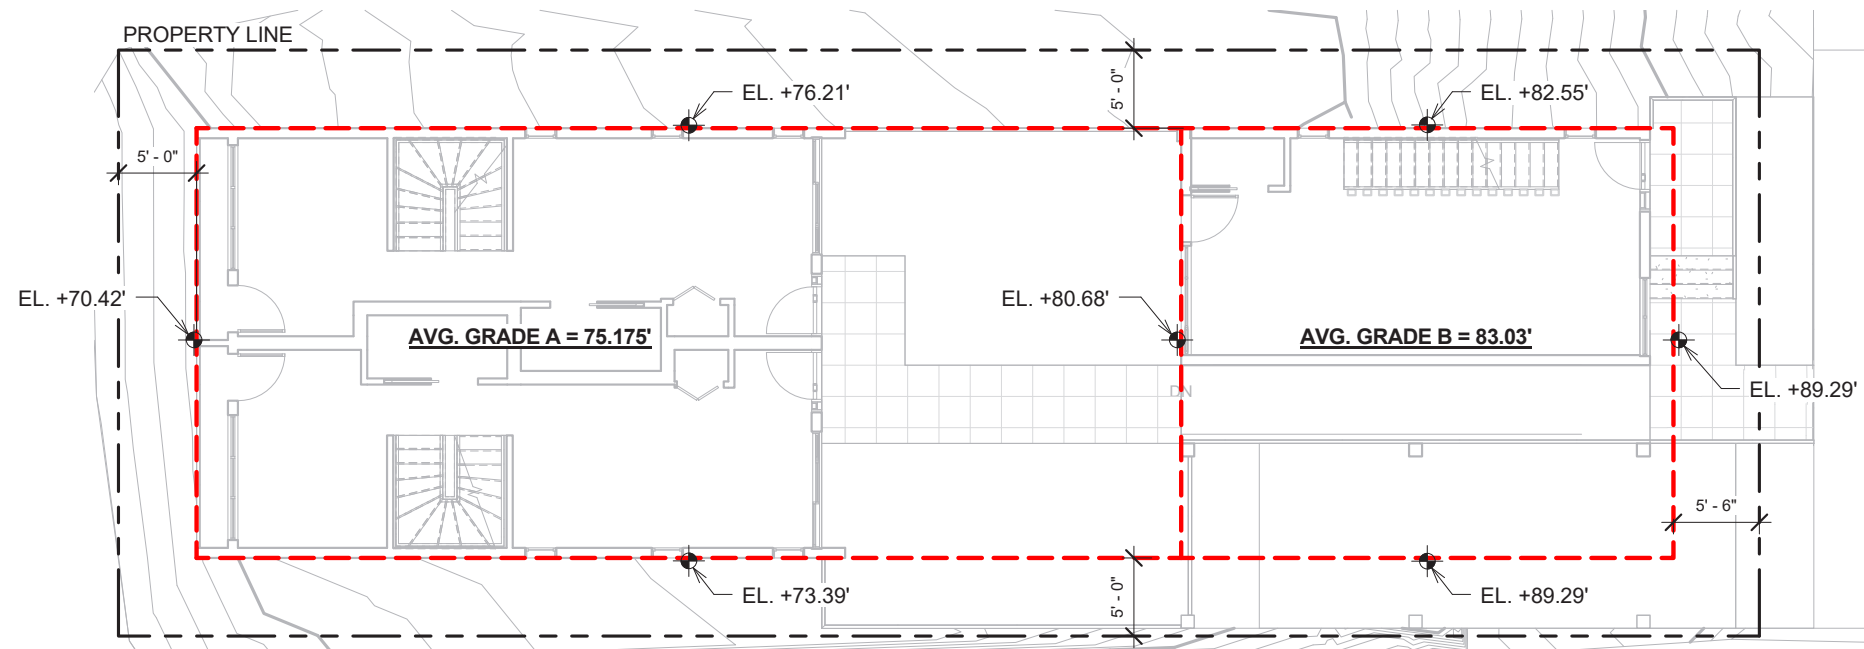 PROPERTY LINE
EL. +76.21'
5' - 0"
EL. +82.55'
5' - 0"
EL. +70.42'
EL. +80.68'
AVG. GRADE A = 75.175'
AVG. GRADE B = 83.03'
EL. +89.29'
DN
5' - 6"
EL. +73.39'
5' - 0"
EL. +89.29'